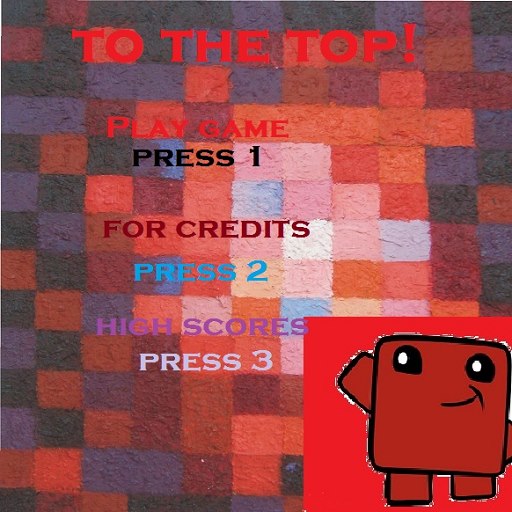 TO THE TOP!
PLAY GAME
PRESS 1
FOR CREDITS
PRESS 2
HIGH SCORES
PRESS 3